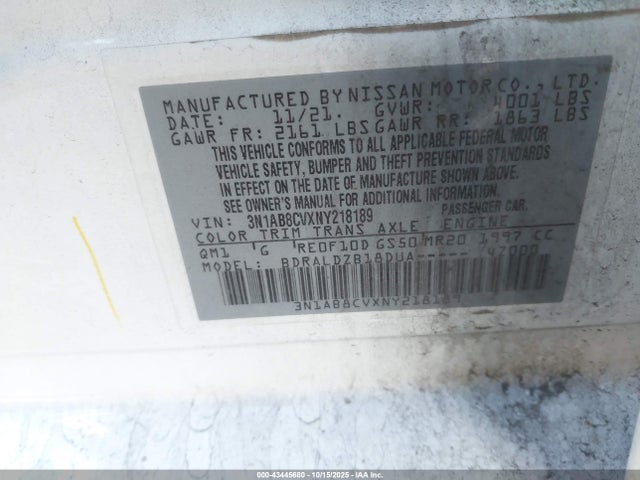 MANUFACTURED BY NISSAN MOTOR CO., LTD.
DATE: 11/21. GVWR: 4001 LBS
GAWR FR: 2161 LBS GAWR RR: 1863 LBS
THIS VEHICLE CONFORMS TO ALL APPLICABLE FEDERAL MOTOR
VEHICLE SAFETY, BUMPER AND THEFT PREVENTION STANDARDS
IN EFFECT ON THE DATE OF MANUFACTURE SHOWN ABOVE.
SEE OWNER'S MANUAL FOR ADDITIONAL INFORMATION
VIN: 3N1AB8CVXNY218189 PASSENGER CAR.
COLOR TRIM TRANS AXLE ENGINE
QM1 G RE0F10D GS50 MR20 1997 CC
MODEL: BDRALDZB18DUA----- 47000
3N1AB8CVXNY218189
000-43445680 - 10/15/2025 - IAA Inc.